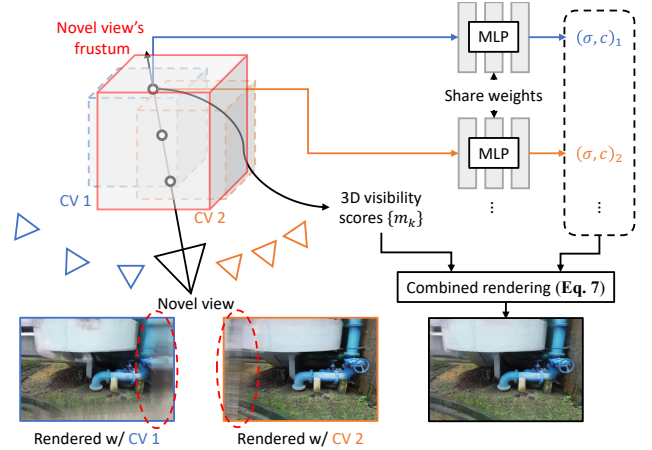 Novel view's
frustum
MLP
(σ, c)₁
Share weights
MLP
(σ, c)₂
CV 1
CV 2
3D visibility
scores {mₖ}
⋮
⋮
Novel view
Combined rendering (Eq. 7)
Rendered w/ CV 1
Rendered w/ CV 2